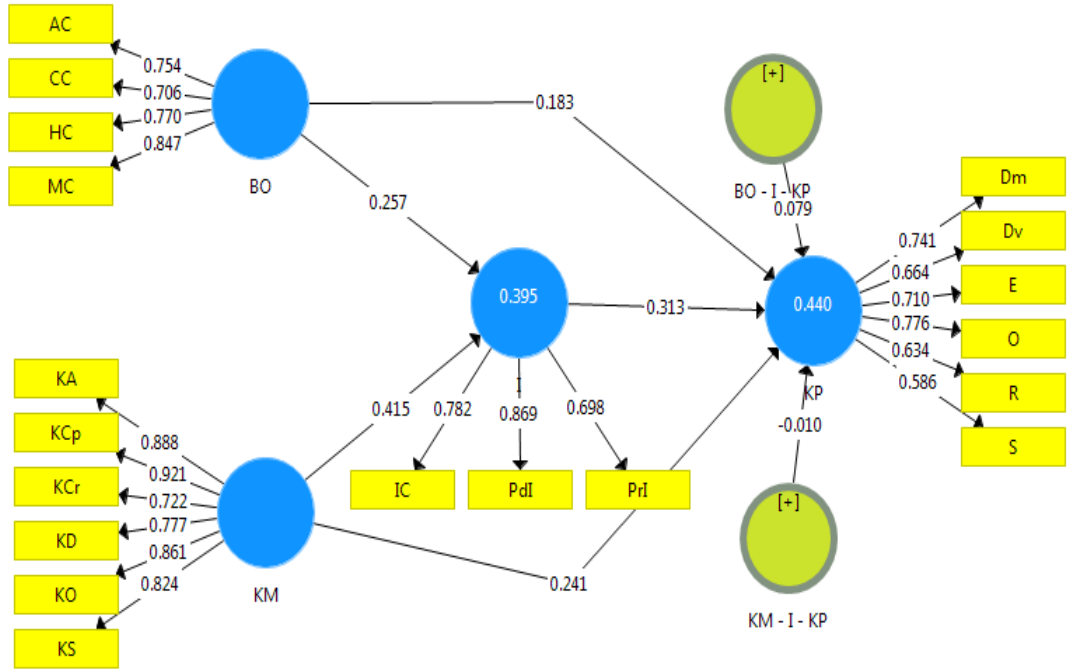 AC
CC
HC
MC
0.754
0.706
0.770
0.847
BO
0.183
0.257
[+]
BO - I - KP
0.079
Dm
Dv
E
O
R
S
0.741
0.664
0.710
0.776
0.634
0.586
0.395
I
0.313
0.440
KP
KA
KCp
KCr
KD
KO
KS
0.888
0.921
0.722
0.777
0.861
0.824
KM
0.415
0.782
0.869
0.698
IC
PdI
PrI
0.241
-0.010
[+]
KM - I - KP